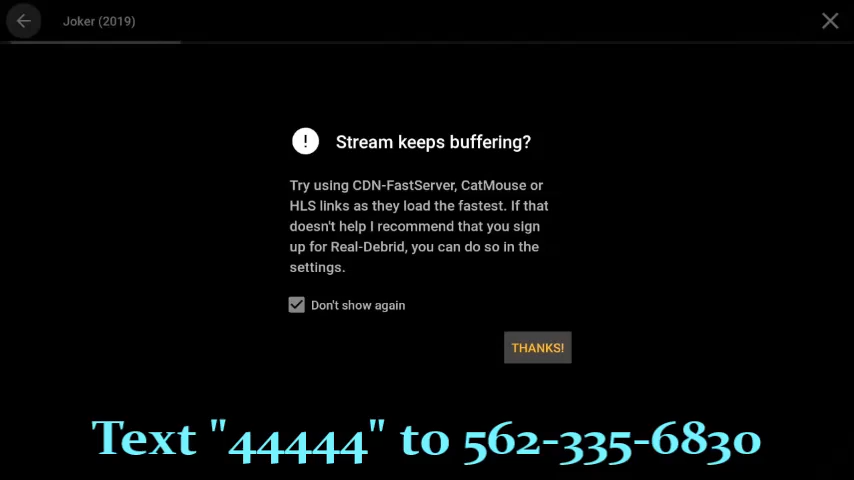 Joker (2019)
Stream keeps buffering?
Try using CDN-FastServer, CatMouse or
HLS links as they load the fastest. If that
doesn't help I recommend that you sign
up for Real-Debrid, you can do so in the
settings.
Don't show again
THANKS!
Text "44444" to 562-335-6830